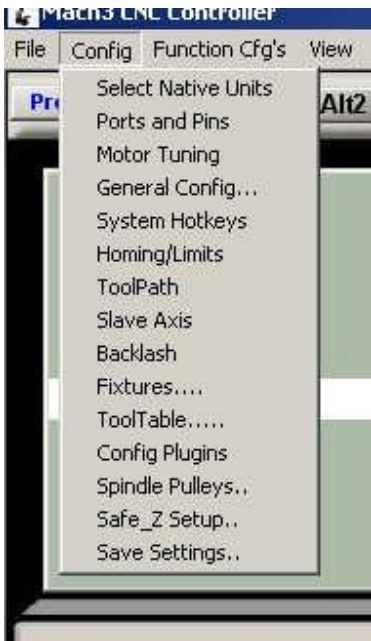 Mach3 CNC Controller
File Config Function Cfg's View
Alt2
Select Native Units
Ports and Pins
Motor Tuning
General Config...
System Hotkeys
Homing/Limits
ToolPath
Slave Axis
Backlash
Fixtures....
ToolTable.....
Config Plugins
Spindle Pulleys..
Safe_Z Setup..
Save Settings..